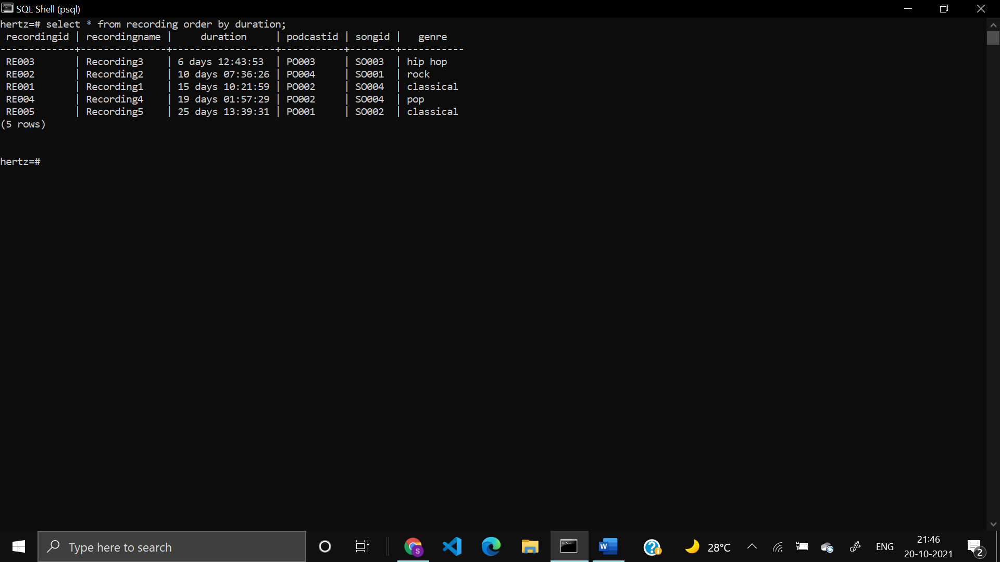 SQL Shell (psql)
hertz=# select * from recording order by duration;
 recordingid | recordingname |     duration     | podcastid | songid |   genre
-------------+---------------+------------------+-----------+--------+-----------
 RE003       | Recording3    | 6 days 12:43:53  | PO003     | SO003  | hip hop
 RE002       | Recording2    | 10 days 07:36:26 | PO004     | SO001  | rock
 RE001       | Recording1    | 15 days 10:21:59 | PO002     | SO004  | classical
 RE004       | Recording4    | 19 days 01:57:29 | PO002     | SO004  | pop
 RE005       | Recording5    | 25 days 13:39:31 | PO001     | SO002  | classical
(5 rows)
hertz=#
Type here to search
S
C:\_
W
28°C
ENG
21:46
20-10-2021
2